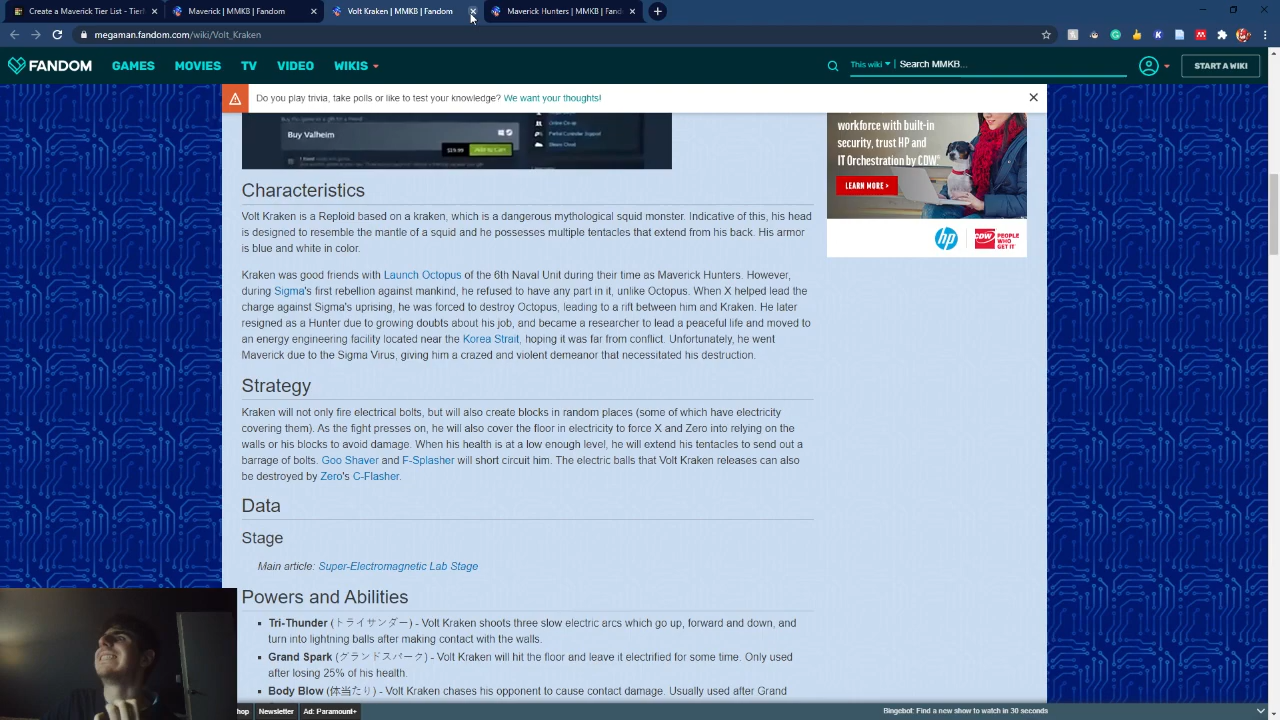 Create a Maverick Tier List - Tierl
Maverick | MMKB | Fandom
Volt Kraken | MMKB | Fandom
Maverick Hunters | MMKB | Fand
megaman.fandom.com/wiki/Volt_Kraken
FANDOM GAMES MOVIES TV VIDEO WIKIS
This wiki Search MMKB...
START A WIKI
Do you play trivia, take polls or like to test your knowledge? We want your thoughts!
Buy Valheim
Add to Cart
workforce with built-in
security, trust HP and
IT Orchestration by CDW
LEARN MORE >
hp CDW PEOPLE
WHO
GET IT
Characteristics
Volt Kraken is a Reploid based on a kraken, which is a dangerous mythological squid monster. Indicative of this, his head
is designed to resemble the mantle of a squid and he possesses multiple tentacles that extend from his back. His armor
is blue and white in color.
Kraken was good friends with Launch Octopus of the 6th Naval Unit during their time as Maverick Hunters. However,
during Sigma's first rebellion against mankind, he refused to have any part in it, unlike Octopus. When X helped lead the
charge against Sigma's uprising, he was forced to destroy Octopus, leading to a rift between him and Kraken. He later
resigned as a Hunter due to growing doubts about his job, and became a researcher to lead a peaceful life and moved to
an energy engineering facility located near the Korea Strait, hoping it was far from conflict. Unfortunately, he went
Maverick due to the Sigma Virus, giving him a crazed and violent demeanor that necessitated his destruction.
Strategy
Kraken will not only fire electrical bolts, but will also create blocks in random places (some of which have electricity
covering them). As the fight presses on, he will also cover the floor in electricity to force X and Zero into relying on the
walls or his blocks to avoid damage. When his health is at a low enough level, he will extend his tentacles to send out a
barrage of bolts. Goo Shaver and F-Splasher will short circuit him. The electric balls that Volt Kraken releases can also
be destroyed by Zero's C-Flasher.
Data
Stage
Main article: Super-Electromagnetic Lab Stage
Powers and Abilities
Tri-Thunder (トライサンダー) - Volt Kraken shoots three slow electric arcs which go up, forward and down, and
turn into lightning balls after making contact with the walls.
Grand Spark (グランドスパーク) - Volt Kraken will hit the floor and leave it electrified for some time. Only used
after losing 25% of his health.
Body Blow (体当たり) - Volt Kraken chases his opponent to cause contact damage. Usually used after Grand
hop Newsletter Ad: Paramount+
Bingebot: Find a new show to watch in 30 seconds